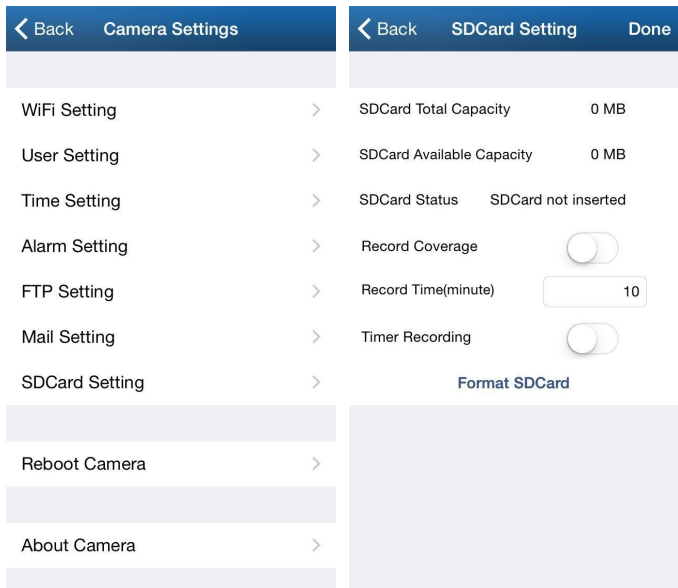 Back Camera Settings
WiFi Setting
User Setting
Time Setting
Alarm Setting
FTP Setting
Mail Setting
SDCard Setting
Reboot Camera
About Camera
Back SDCard Setting Done
SDCard Total Capacity 0 MB
SDCard Available Capacity 0 MB
SDCard Status SDCard not inserted
Record Coverage
Record Time(minute) 10
Timer Recording
Format SDCard